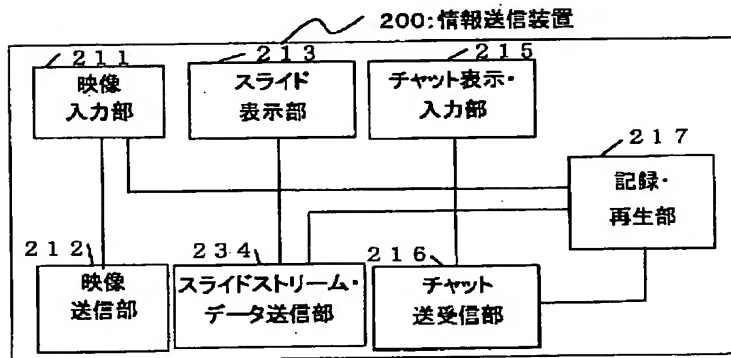 200:情報送信装置
211
映像
入力部
213
スライド
表示部
215
チャット表示・
入力部
217
記録・
再生部
212
映像
送信部
234
スライドストリーム・
データ送信部
216
チャット
送受信部